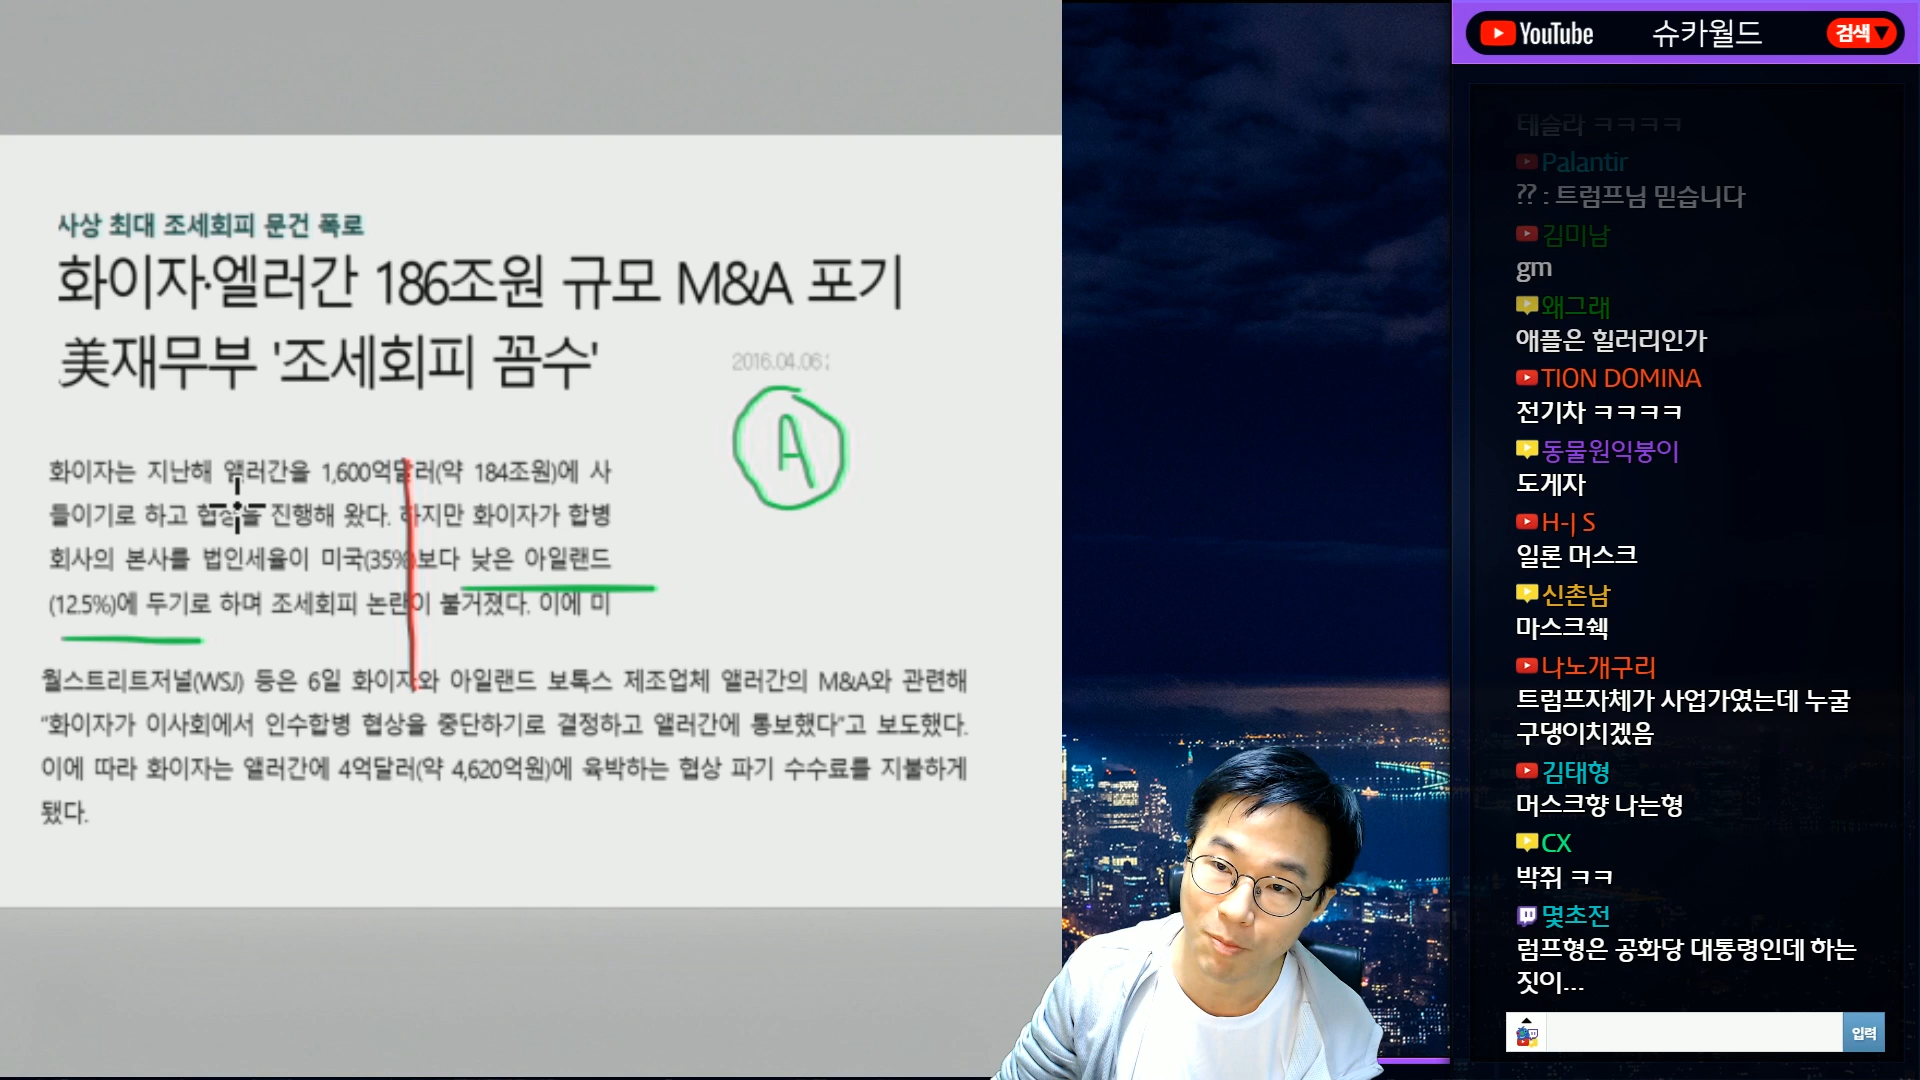 사상 최대 조세회피 문건 폭로
화이자·엘러간 186조원 규모 M&A 포기
美재무부 '조세회피 꼼수'
2016.04.06
A
화이자는 지난해 앨러간을 1,600억달러(약 184조원)에 사
들이기로 하고 협상을 진행해 왔다. 하지만 화이자가 합병
회사의 본사를 법인세율이 미국(35%)보다 낮은 아일랜드
(12.5%)에 두기로 하며 조세회피 논란이 불거졌다. 이에 미
월스트리트저널(WSJ) 등은 6일 화이자와 아일랜드 보톡스 제조업체 앨러간의 M&A와 관련해
"화이자가 이사회에서 인수합병 협상을 중단하기로 결정하고 앨러간에 통보했다"고 보도했다.
이에 따라 화이자는 앨러간에 4억달러(약 4,620억원)에 육박하는 협상 파기 수수료를 지불하게
됐다.
YouTube 슈카월드 검색▼
테슬라 ㅋㅋㅋㅋ
Palantir
?? : 트럼프님 믿습니다
김미남
gm
왜그래
애플은 힐러리인가
TION DOMINA
전기차 ㅋㅋㅋㅋ
동물원익붕이
도게자
H-J S
일론 머스크
신촌남
마스크쉑
나노개구리
트럼프자체가 사업가였는데 누굴
구댕이치겠음
김태형
머스크향 나는형
CX
박쥐 ㅋㅋ
몇초전
럼프형은 공화당 대통령인데 하는
짓이...
입력